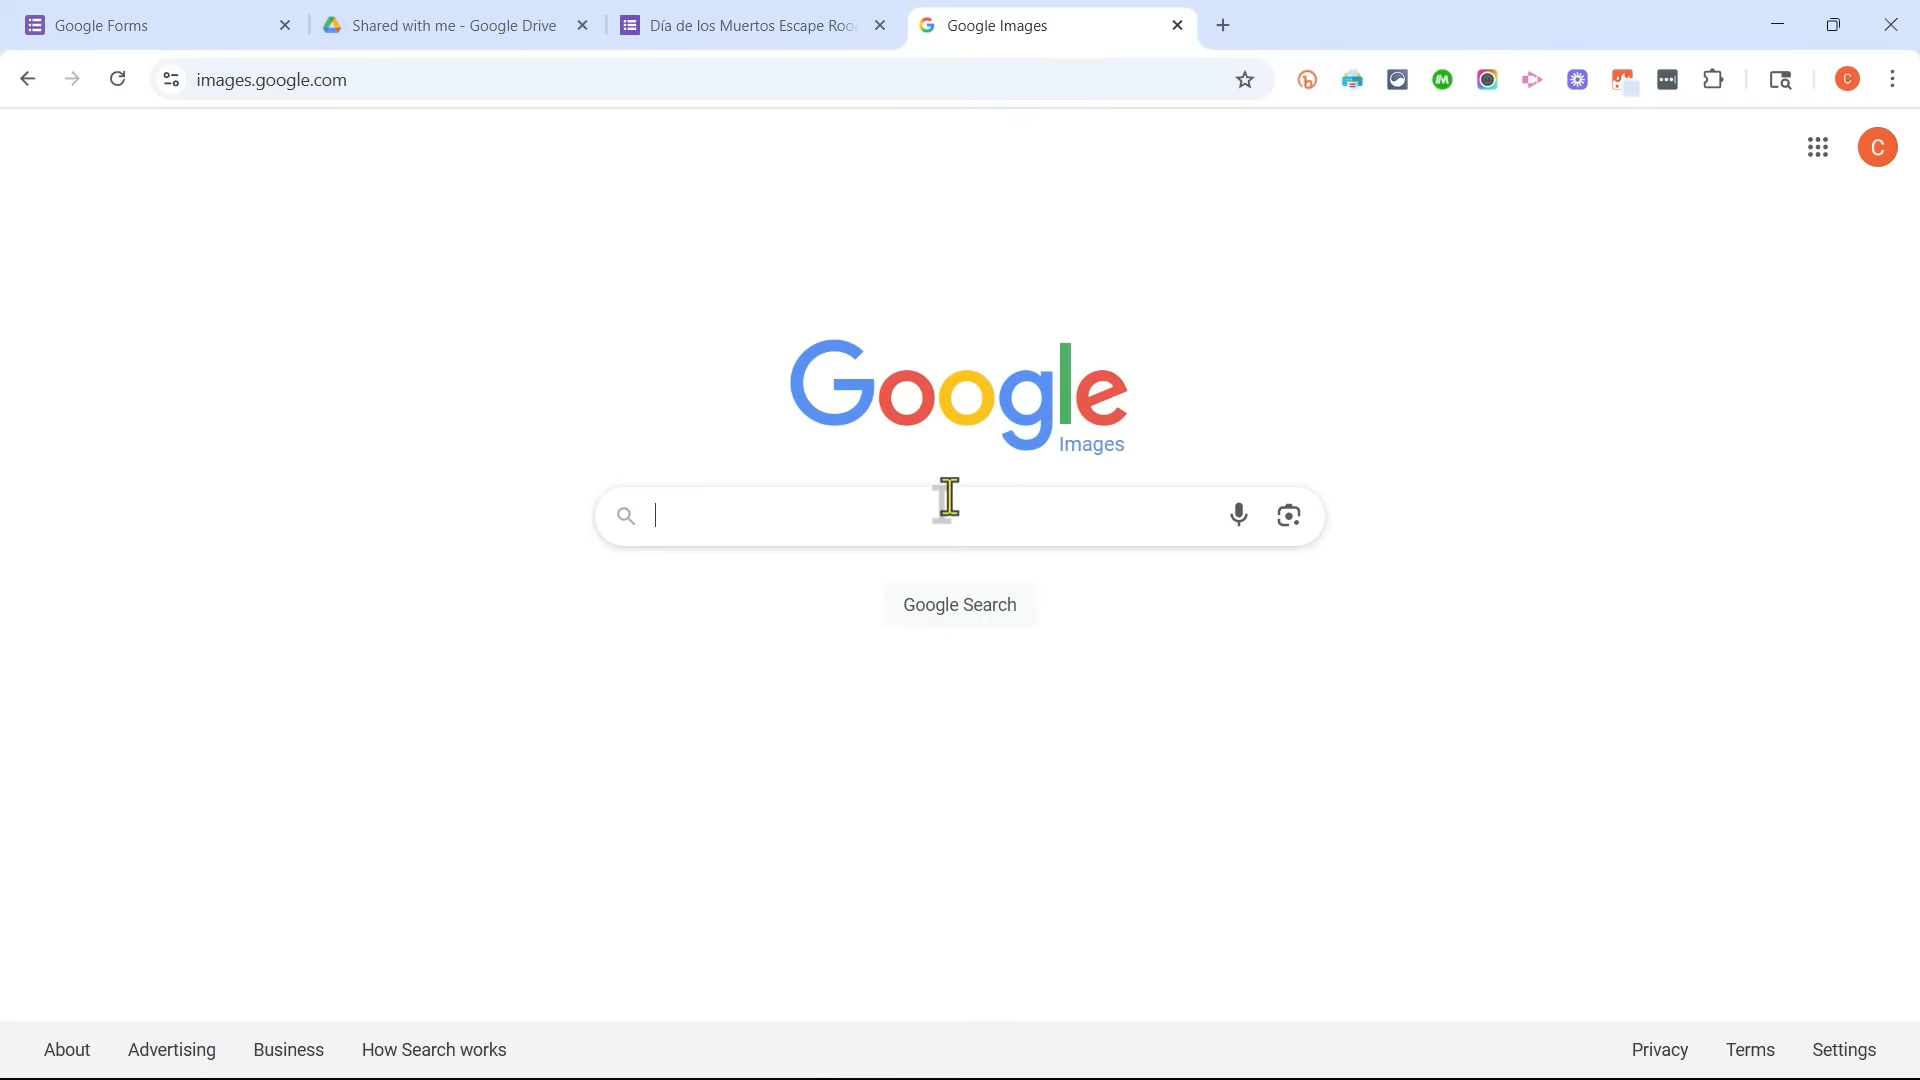 Google Forms
Shared with me - Google Drive
Día de los Muertos Escape Roo
Google Images
images.google.com
C
C
Google
Images
Google Search
About
Advertising
Business
How Search works
Privacy
Terms
Settings